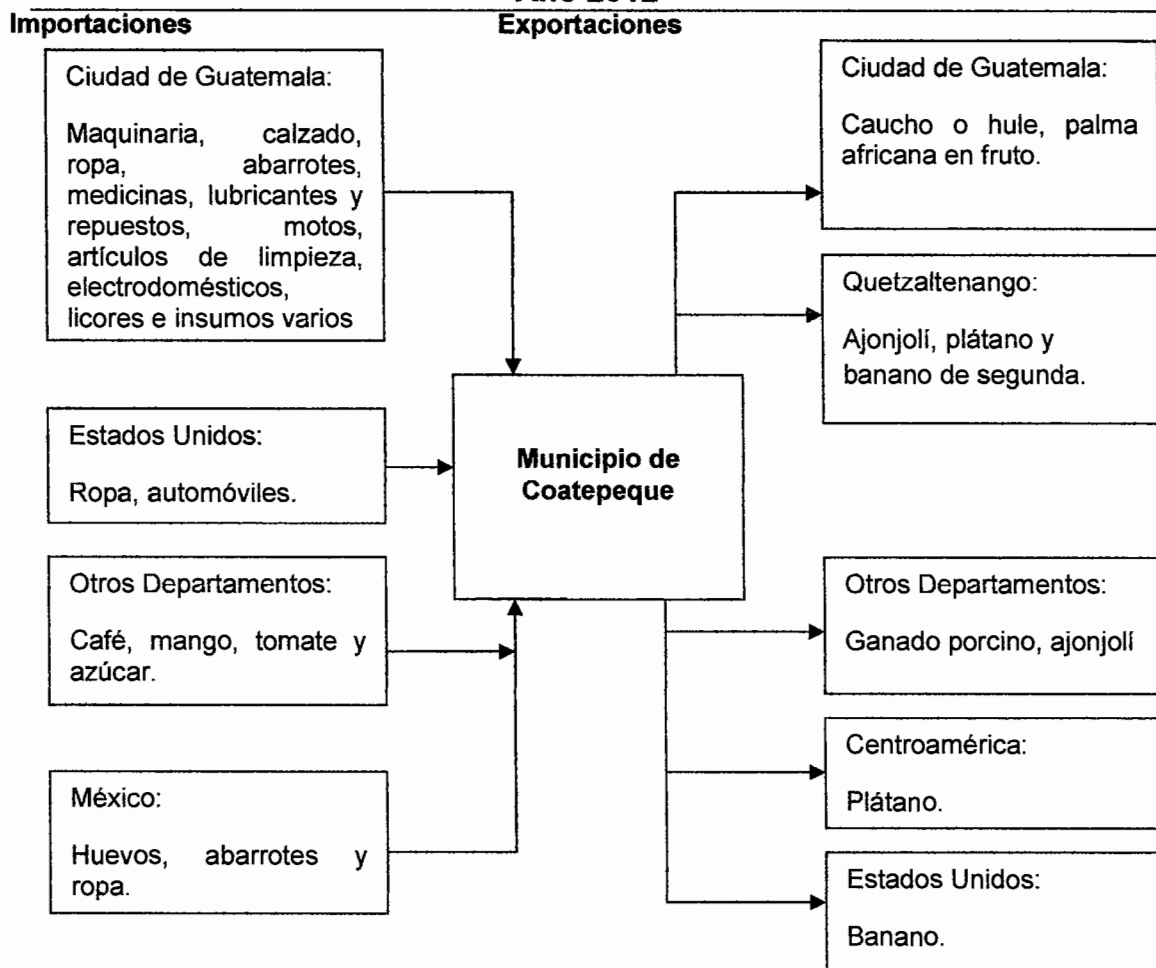 Importaciones
Exportaciones
Ciudad de Guatemala:
Maquinaria, calzado,
ropa, abarrotes,
medicinas, lubricantes y
repuestos, motos,
artículos de limpieza,
electrodomésticos,
licores e insumos varios
Estados Unidos:
Ropa, automóviles.
Otros Departamentos:
Café, mango, tomate y
azúcar.
México:
Huevos, abarrotes y
ropa.
Municipio de
Coatepeque
Ciudad de Guatemala:
Caucho o hule, palma
africana en fruto.
Quetzaltenango:
Ajonjolí, plátano y
banano de segunda.
Otros Departamentos:
Ganado porcino, ajonjolí
Centroamérica:
Plátano.
Estados Unidos:
Banano.